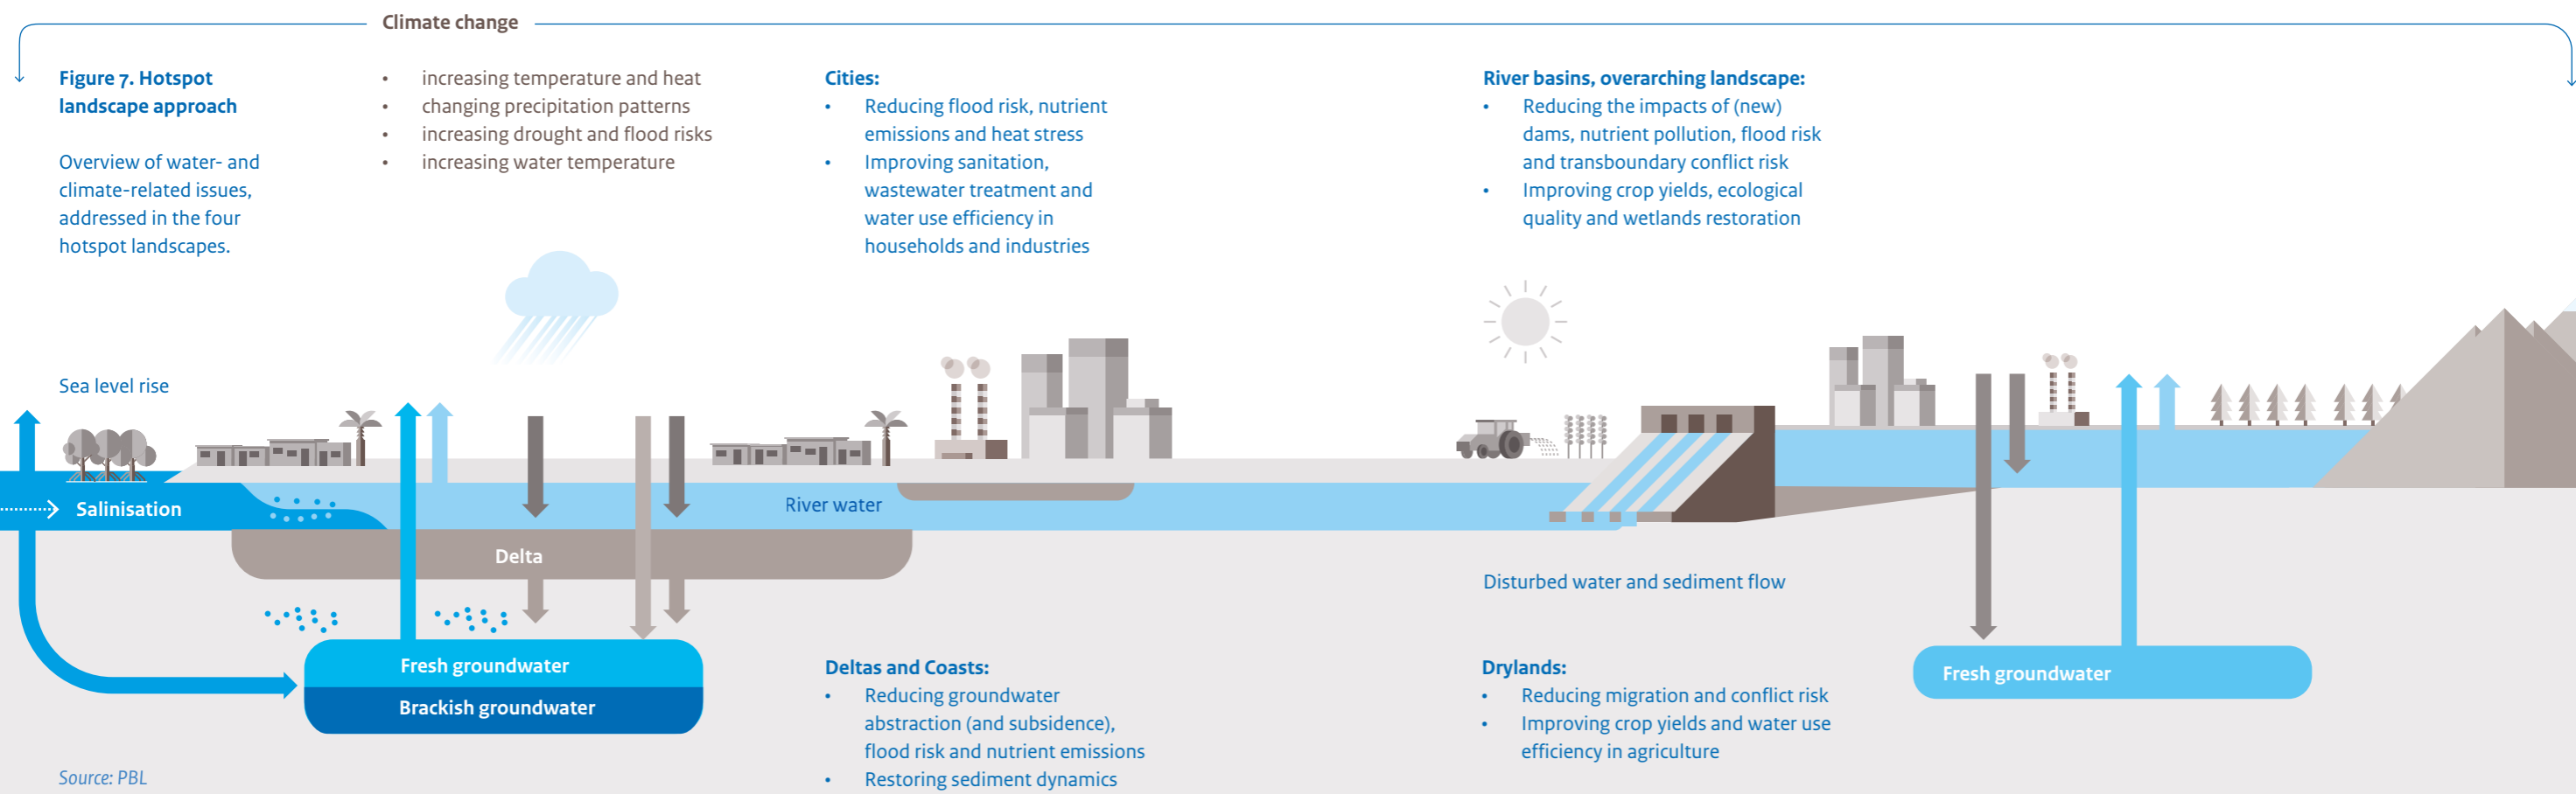 Climate change
Figure 7. Hotspot
landscape approach
Overview of water- and
climate-related issues,
addressed in the four
hotspot landscapes.
• increasing temperature and heat
• changing precipitation patterns
• increasing drought and flood risks
• increasing water temperature
Cities:
• Reducing flood risk, nutrient
emissions and heat stress
• Improving sanitation,
wastewater treatment and
water use efficiency in
households and industries
River basins, overarching landscape:
• Reducing the impacts of (new)
dams, nutrient pollution, flood risk
and transboundary conflict risk
• Improving crop yields, ecological
quality and wetlands restoration
Sea level rise
Salinisation
River water
Delta
Disturbed water and sediment flow
Fresh groundwater
Brackish groundwater
Deltas and Coasts:
• Reducing groundwater
abstraction (and subsidence),
flood risk and nutrient emissions
• Restoring sediment dynamics
Drylands:
• Reducing migration and conflict risk
• Improving crop yields and water use
efficiency in agriculture
Fresh groundwater
Source: PBL